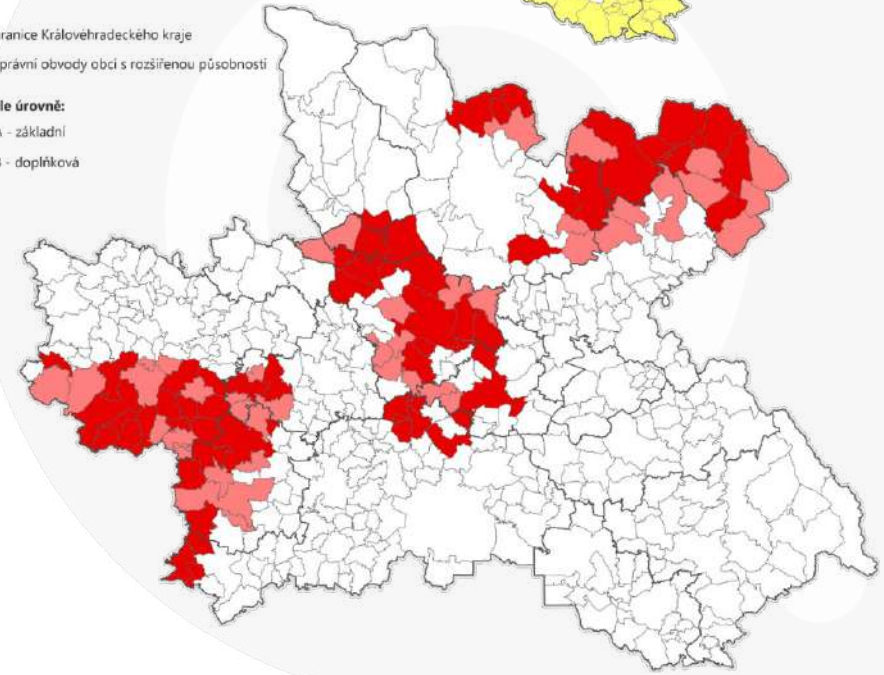 ranice Královéhradeckého kraje
právní obvody obcí s rozšířenou působností
le úrovně:
- základní
- doplňková